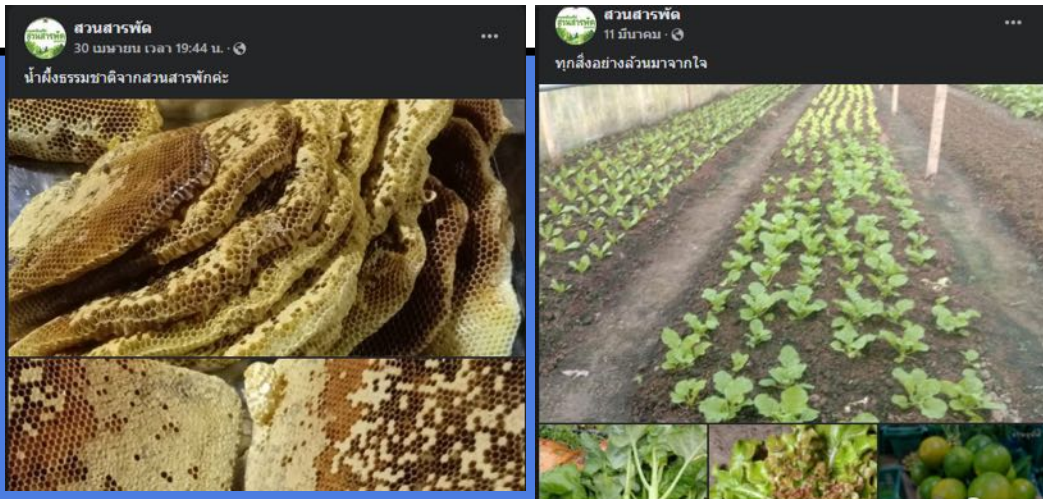 สวนสารพัด
30 เมษายน เวลา 19:44 น. ·
น้ำผึ้งธรรมชาติจากสวนสารพักค่ะ
สวนสารพัด
11 มีนาคม ·
ทุกสิ่งอย่างล้วนมาจากใจ